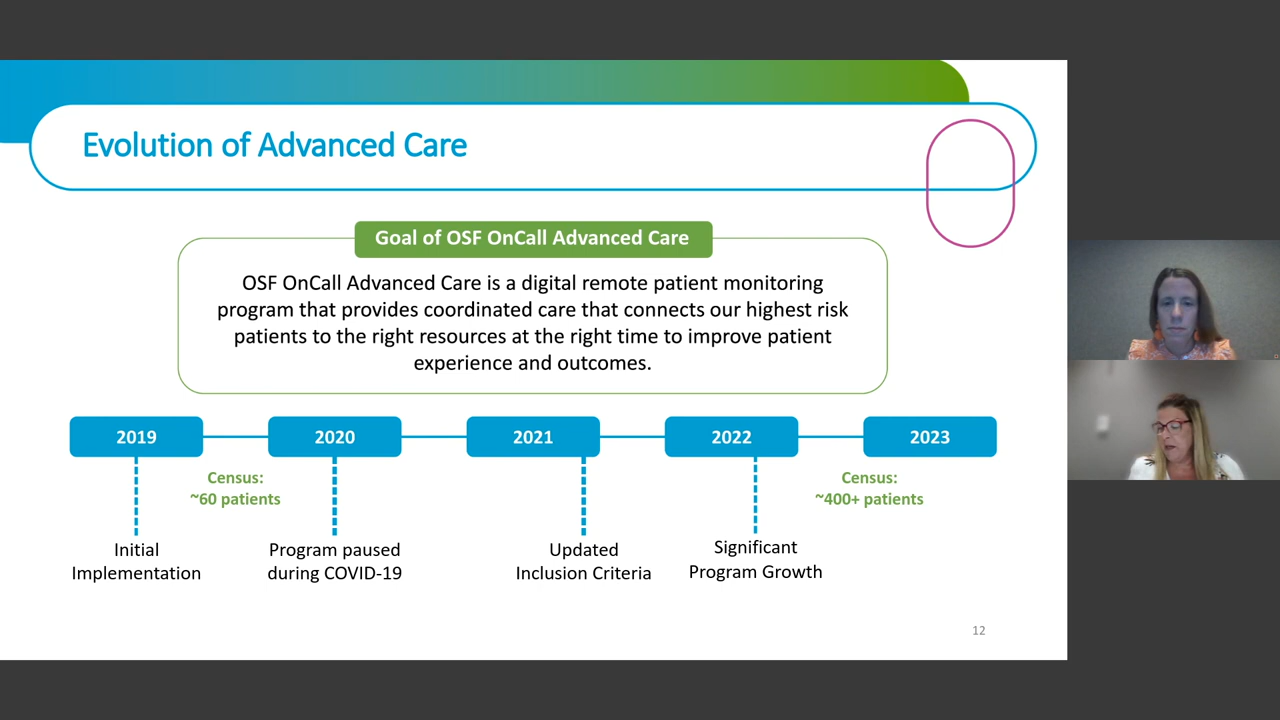 Evolution of Advanced Care
Goal of OSF OnCall Advanced Care
OSF OnCall Advanced Care is a digital remote patient monitoring
program that provides coordinated care that connects our highest risk
patients to the right resources at the right time to improve patient
experience and outcomes.
2019
2020
2021
2022
2023
Census:
~60 patients
Census:
~400+ patients
Initial
Implementation
Program paused
during COVID-19
Updated
Inclusion Criteria
Significant
Program Growth
12